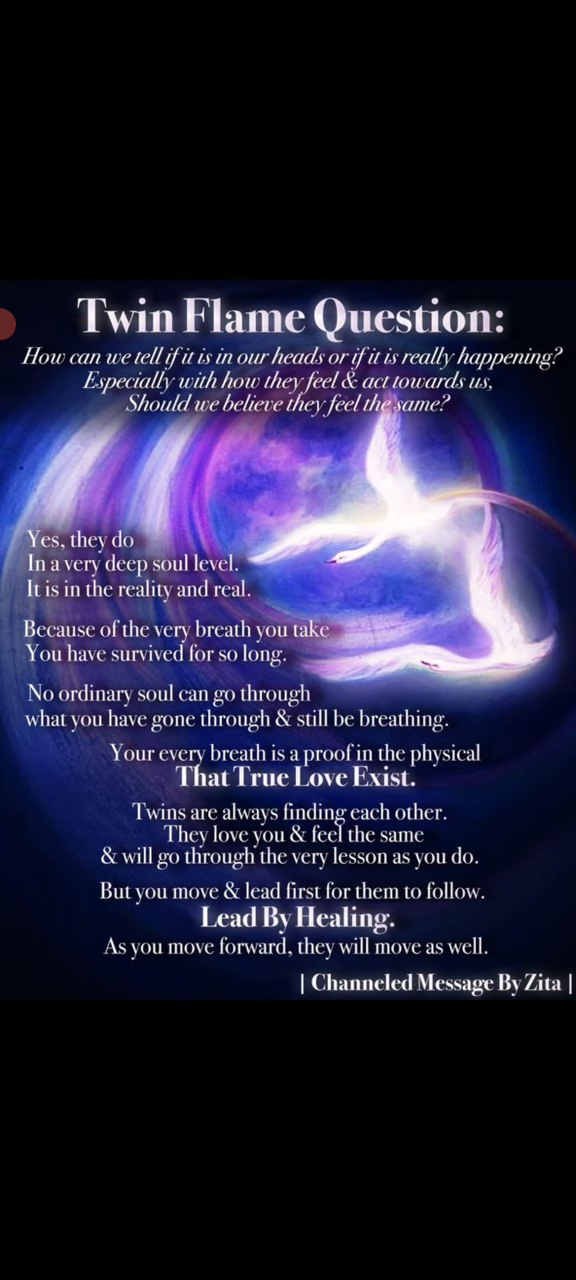 Twin Flame Question:
How can we tell if it is in our heads or if it is really happening?
Especially with how they feel & act towards us,
Should we believe they feel the same?
Yes, they do
In a very deep soul level.
It is in the reality and real.
Because of the very breath you take
You have survived for so long.
No ordinary soul can go through
what you have gone through & still be breathing.
Your every breath is a proof in the physical
That True Love Exist.
Twins are always finding each other.
They love you & feel the same
& will go through the very lesson as you do.
But you move & lead first for them to follow.
Lead By Healing.
As you move forward, they will move as well.
| Channeled Message By Zita |